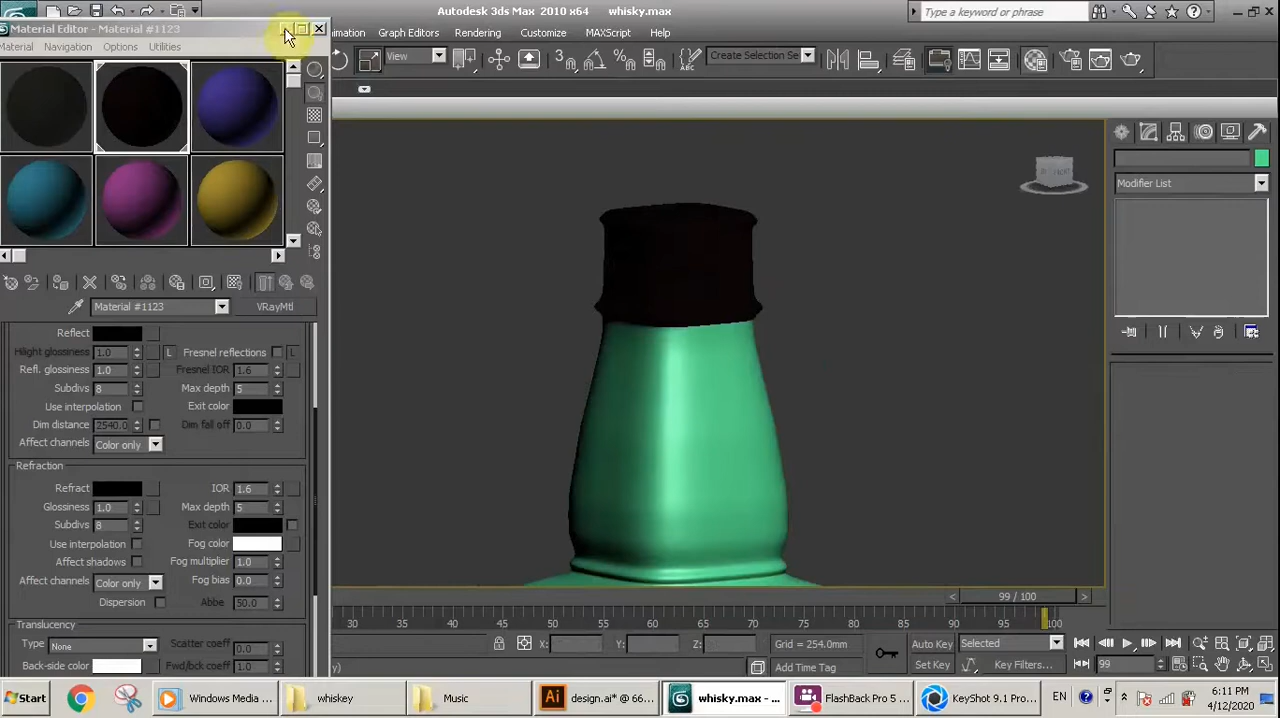 Autodesk 3ds Max 2010 x64 whisky.max
Type a keyword or phrase
Material Editor - Material #1123
Material Navigation Options Utilities
imation Graph Editors Rendering Customize MAXScript Help
View
Create Selection Se
Modifier List
Material #1123
VRayMtl
Reflect
Hilight glossiness 1.0 L Fresnel reflections L
Refl. glossiness 1.0 Fresnel IOR 1.6
Subdivs 8 Max depth 5
Use interpolation Exit color
Dim distance 2540.0 Dim fall off 0.0
Affect channels Color only
Refraction
Refract IOR 1.6
Glossiness 1.0 Max depth 5
Subdivs 8 Exit color
Use interpolation Fog color
Affect shadows Fog multiplier 1.0
Affect channels Color only Fog bias 0.0
Dispersion Abbe 50.0
Translucency
Type None Scatter coeff 0.0
Back-side color Fwd/bck coeff 1.0
< 99 / 100 >
30 35 40 45 50 55 60 65 70 75 80 85 90 95 100
X: Y: Z: Grid = 254.0mm
Auto Key Selected
Add Time Tag
Set Key Key Filters... 99
Start
Windows Media...
whiskey
Music
design.ai* @ 66...
whisky.max - ...
FlashBack Pro 5 ...
KeyShot 9.1 Pro...
EN
6:11 PM
4/12/2020